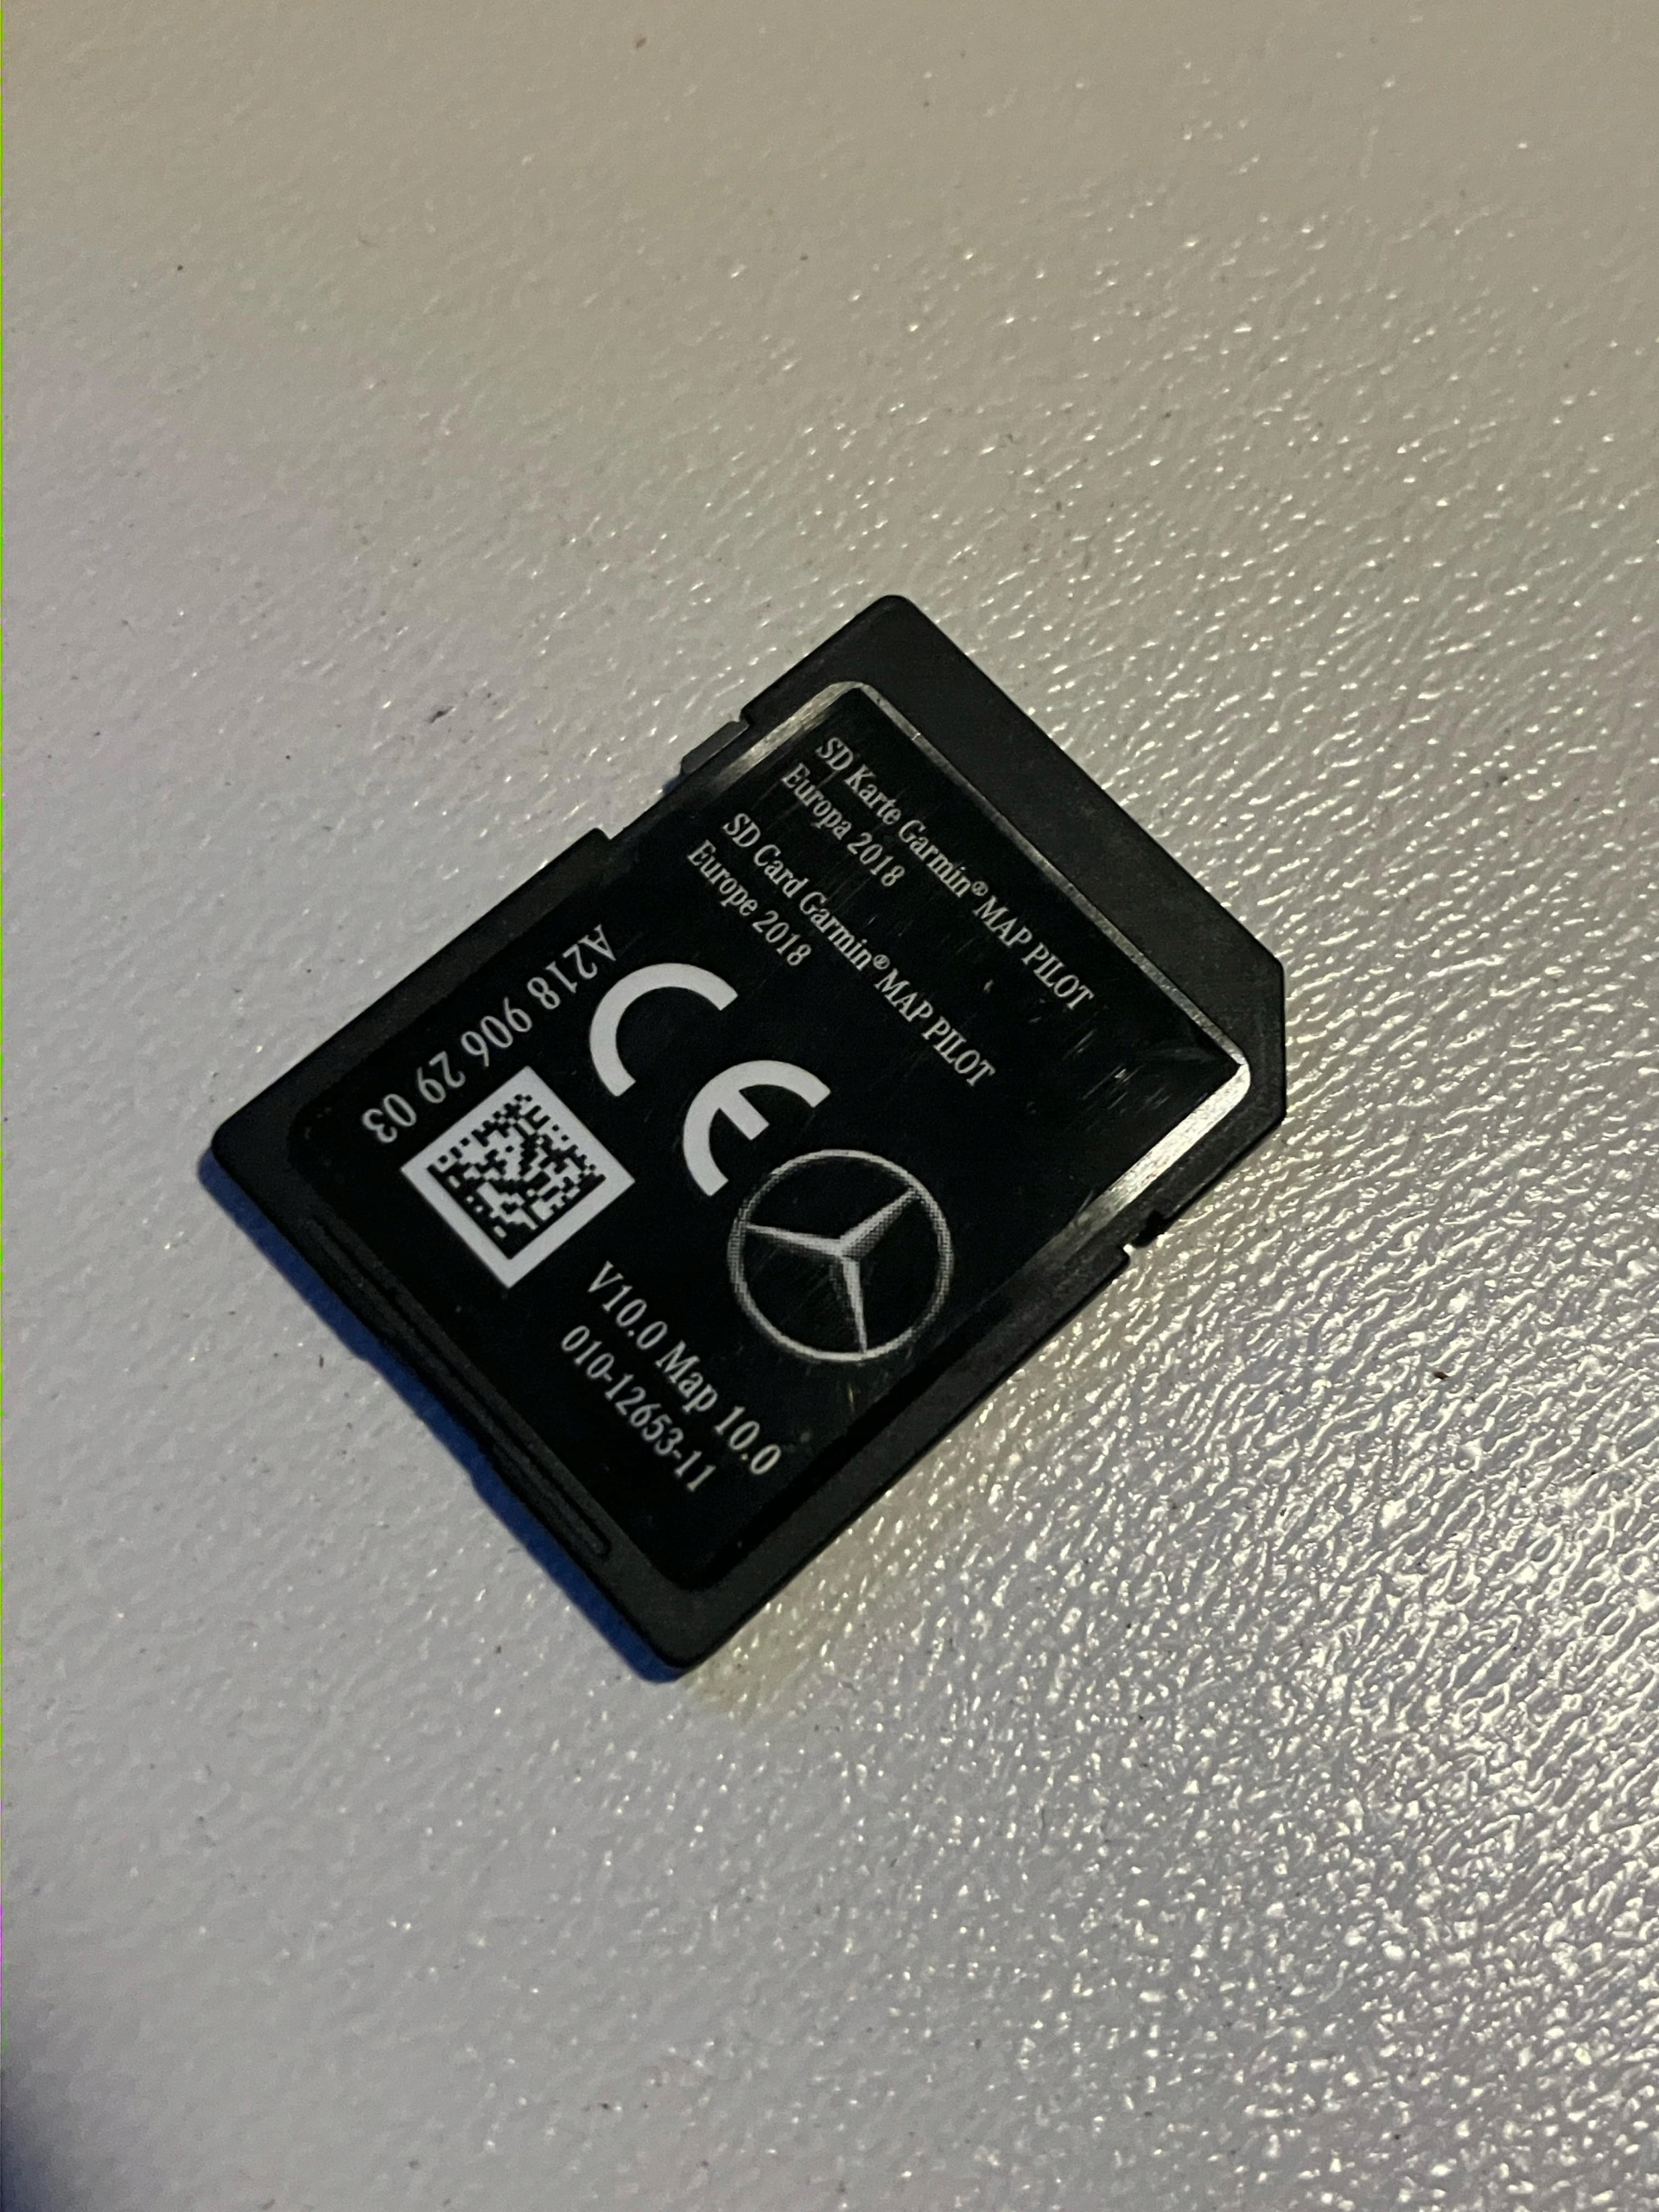 SD Karte Garmin® MAP PILOT
Europa 2018
SD Card Garmin® MAP PILOT
Europe 2018
CE
A218 906 29 03
V10.0 Map 10.0
010-12653-11